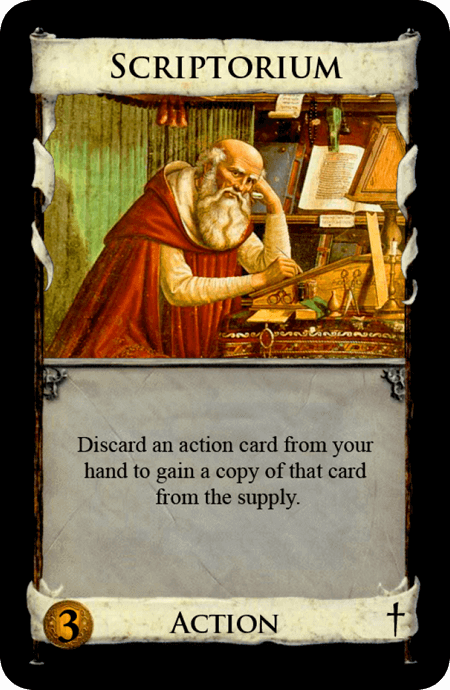 SCRIPTORIUM
Discard an action card from your
hand to gain a copy of that card
from the supply.
3 ACTION †